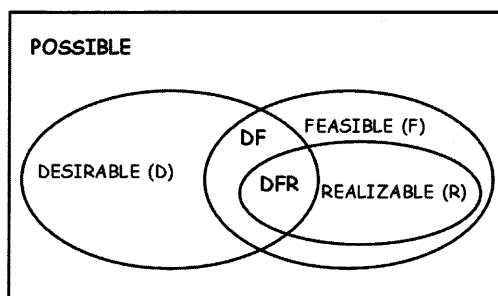 POSSIBLE
DF
FEASIBLE (F)
DESIRABLE (D)
DFR
REALIZABLE (R)